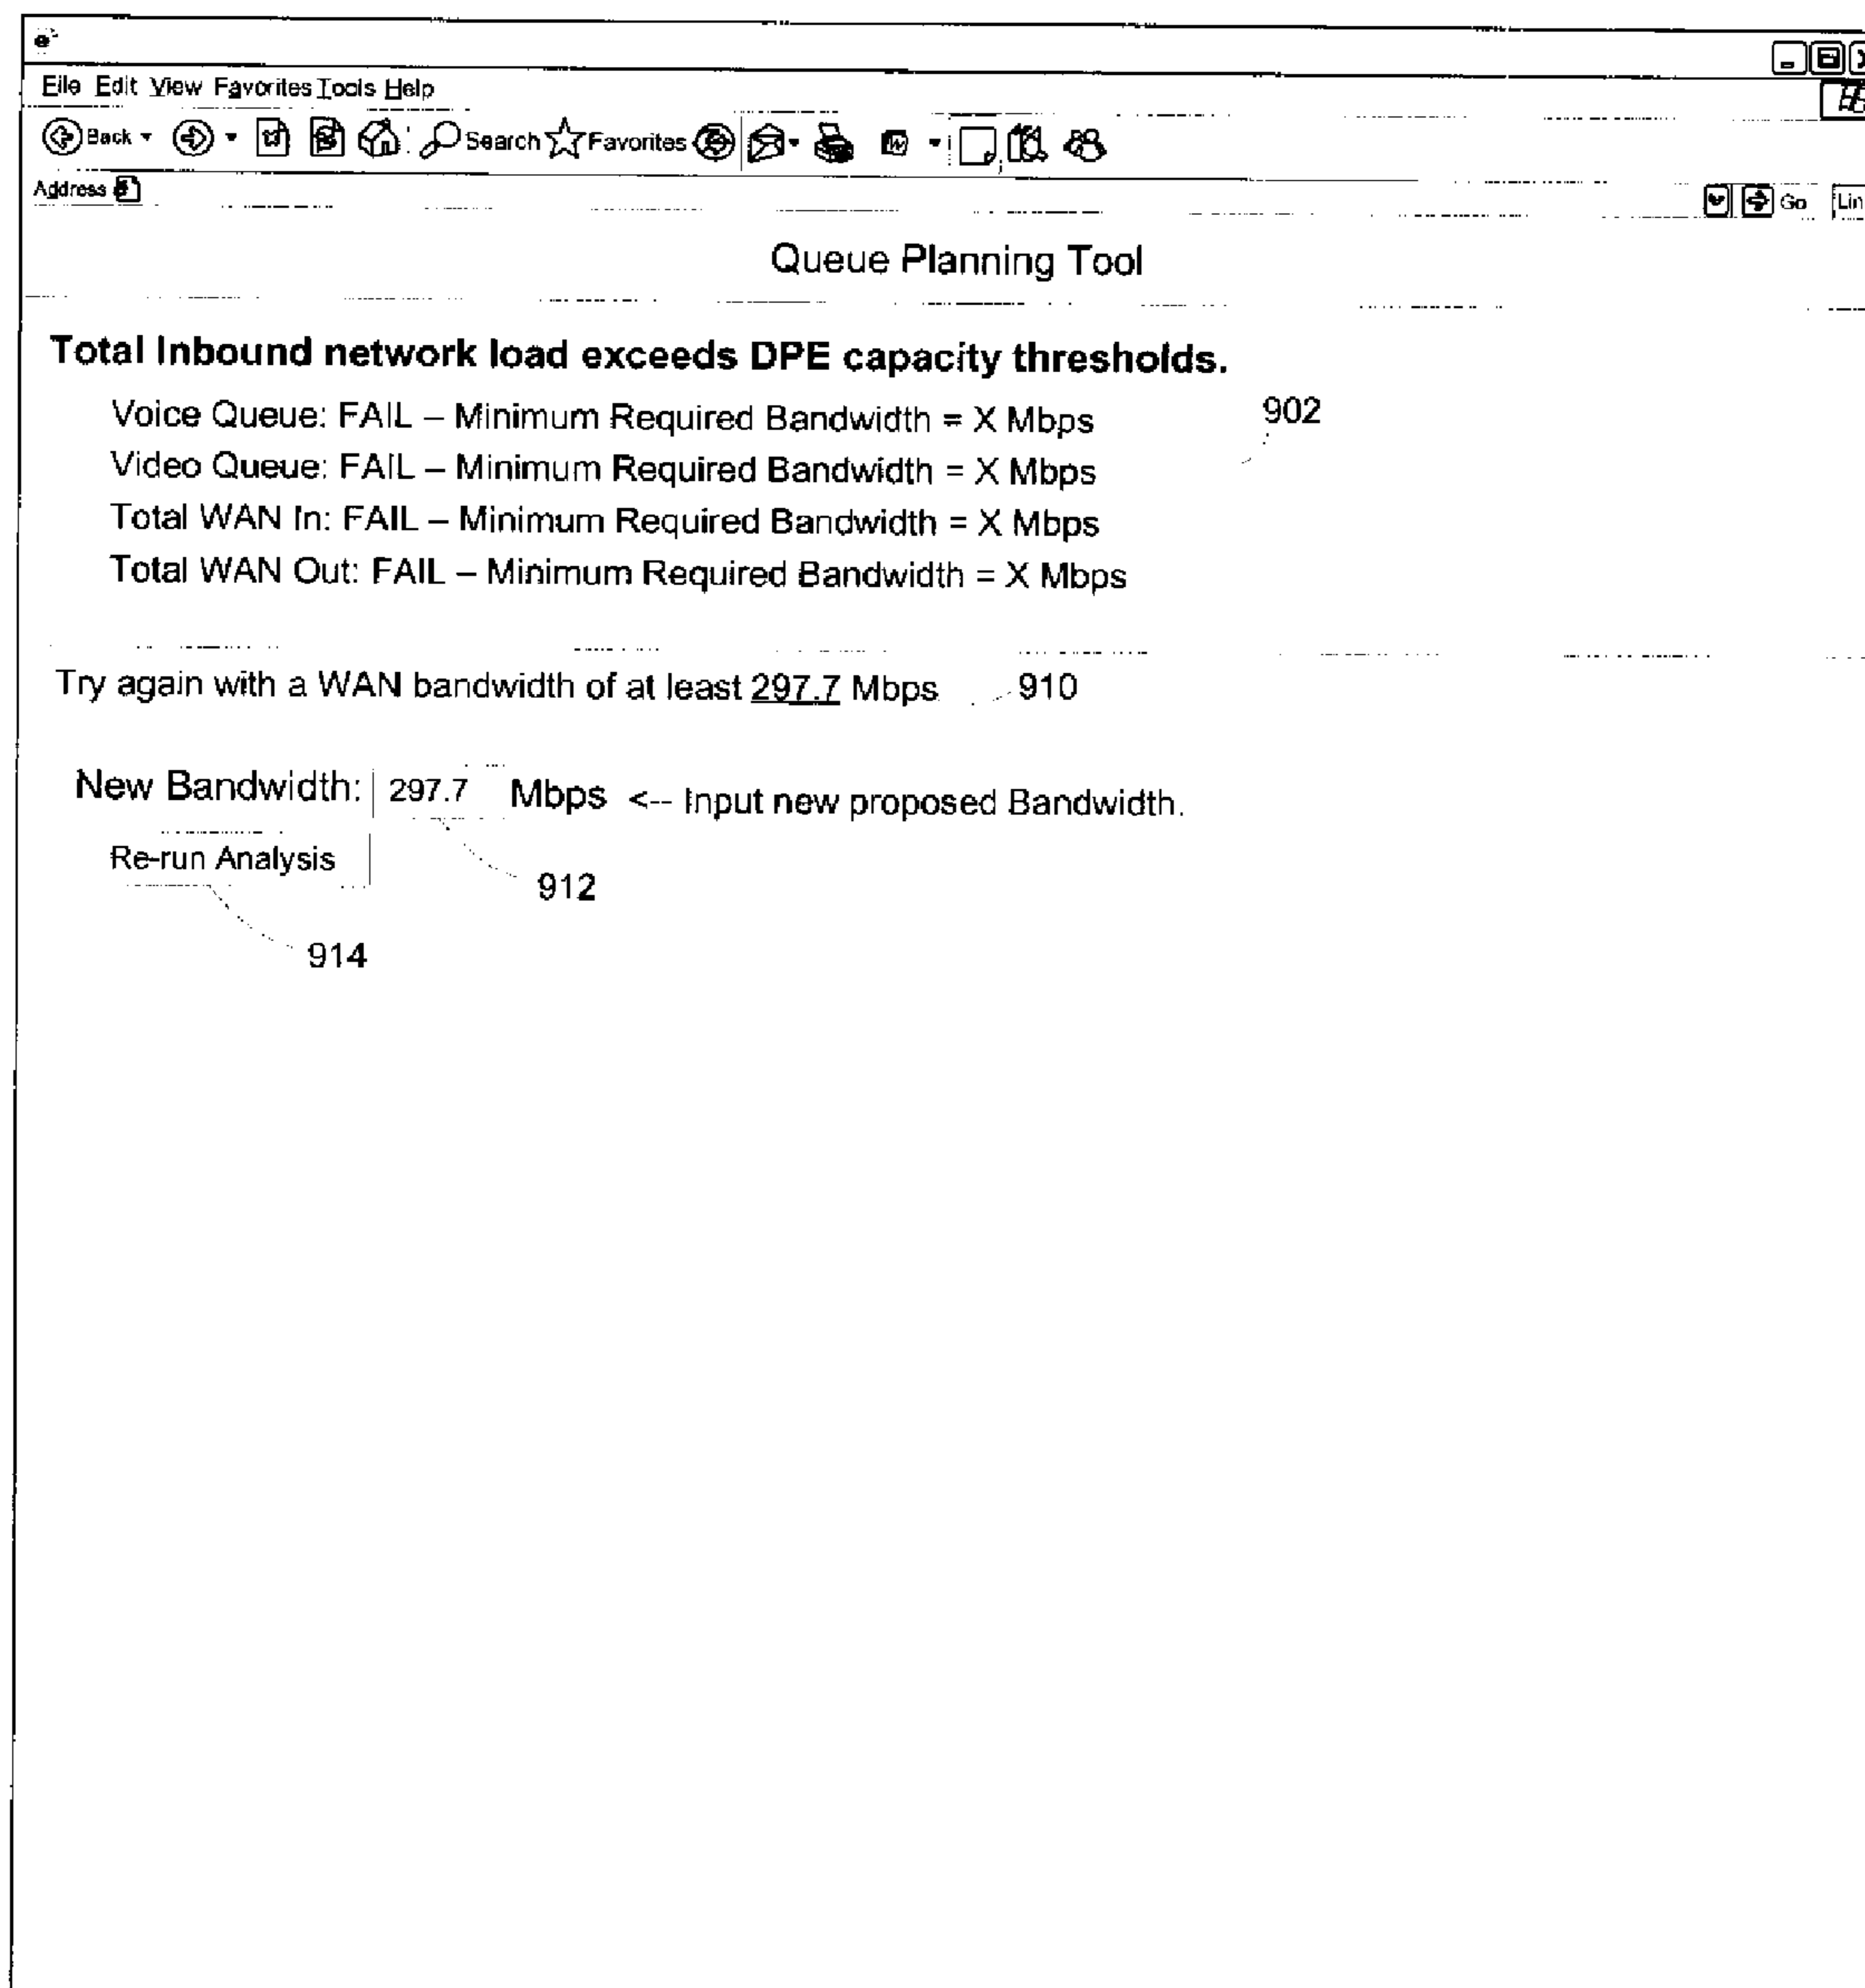 File Edit View Favorites Tools Help
Back Search Favorites
Address Go Lin
Queue Planning Tool
Total Inbound network load exceeds DPE capacity thresholds.
Voice Queue: FAIL – Minimum Required Bandwidth = X Mbps 902
Video Queue: FAIL – Minimum Required Bandwidth = X Mbps
Total WAN In: FAIL – Minimum Required Bandwidth = X Mbps
Total WAN Out: FAIL – Minimum Required Bandwidth = X Mbps
Try again with a WAN bandwidth of at least 297.7 Mbps 910
New Bandwidth: 297.7 Mbps <-- Input new proposed Bandwidth.
Re-run Analysis
912
914